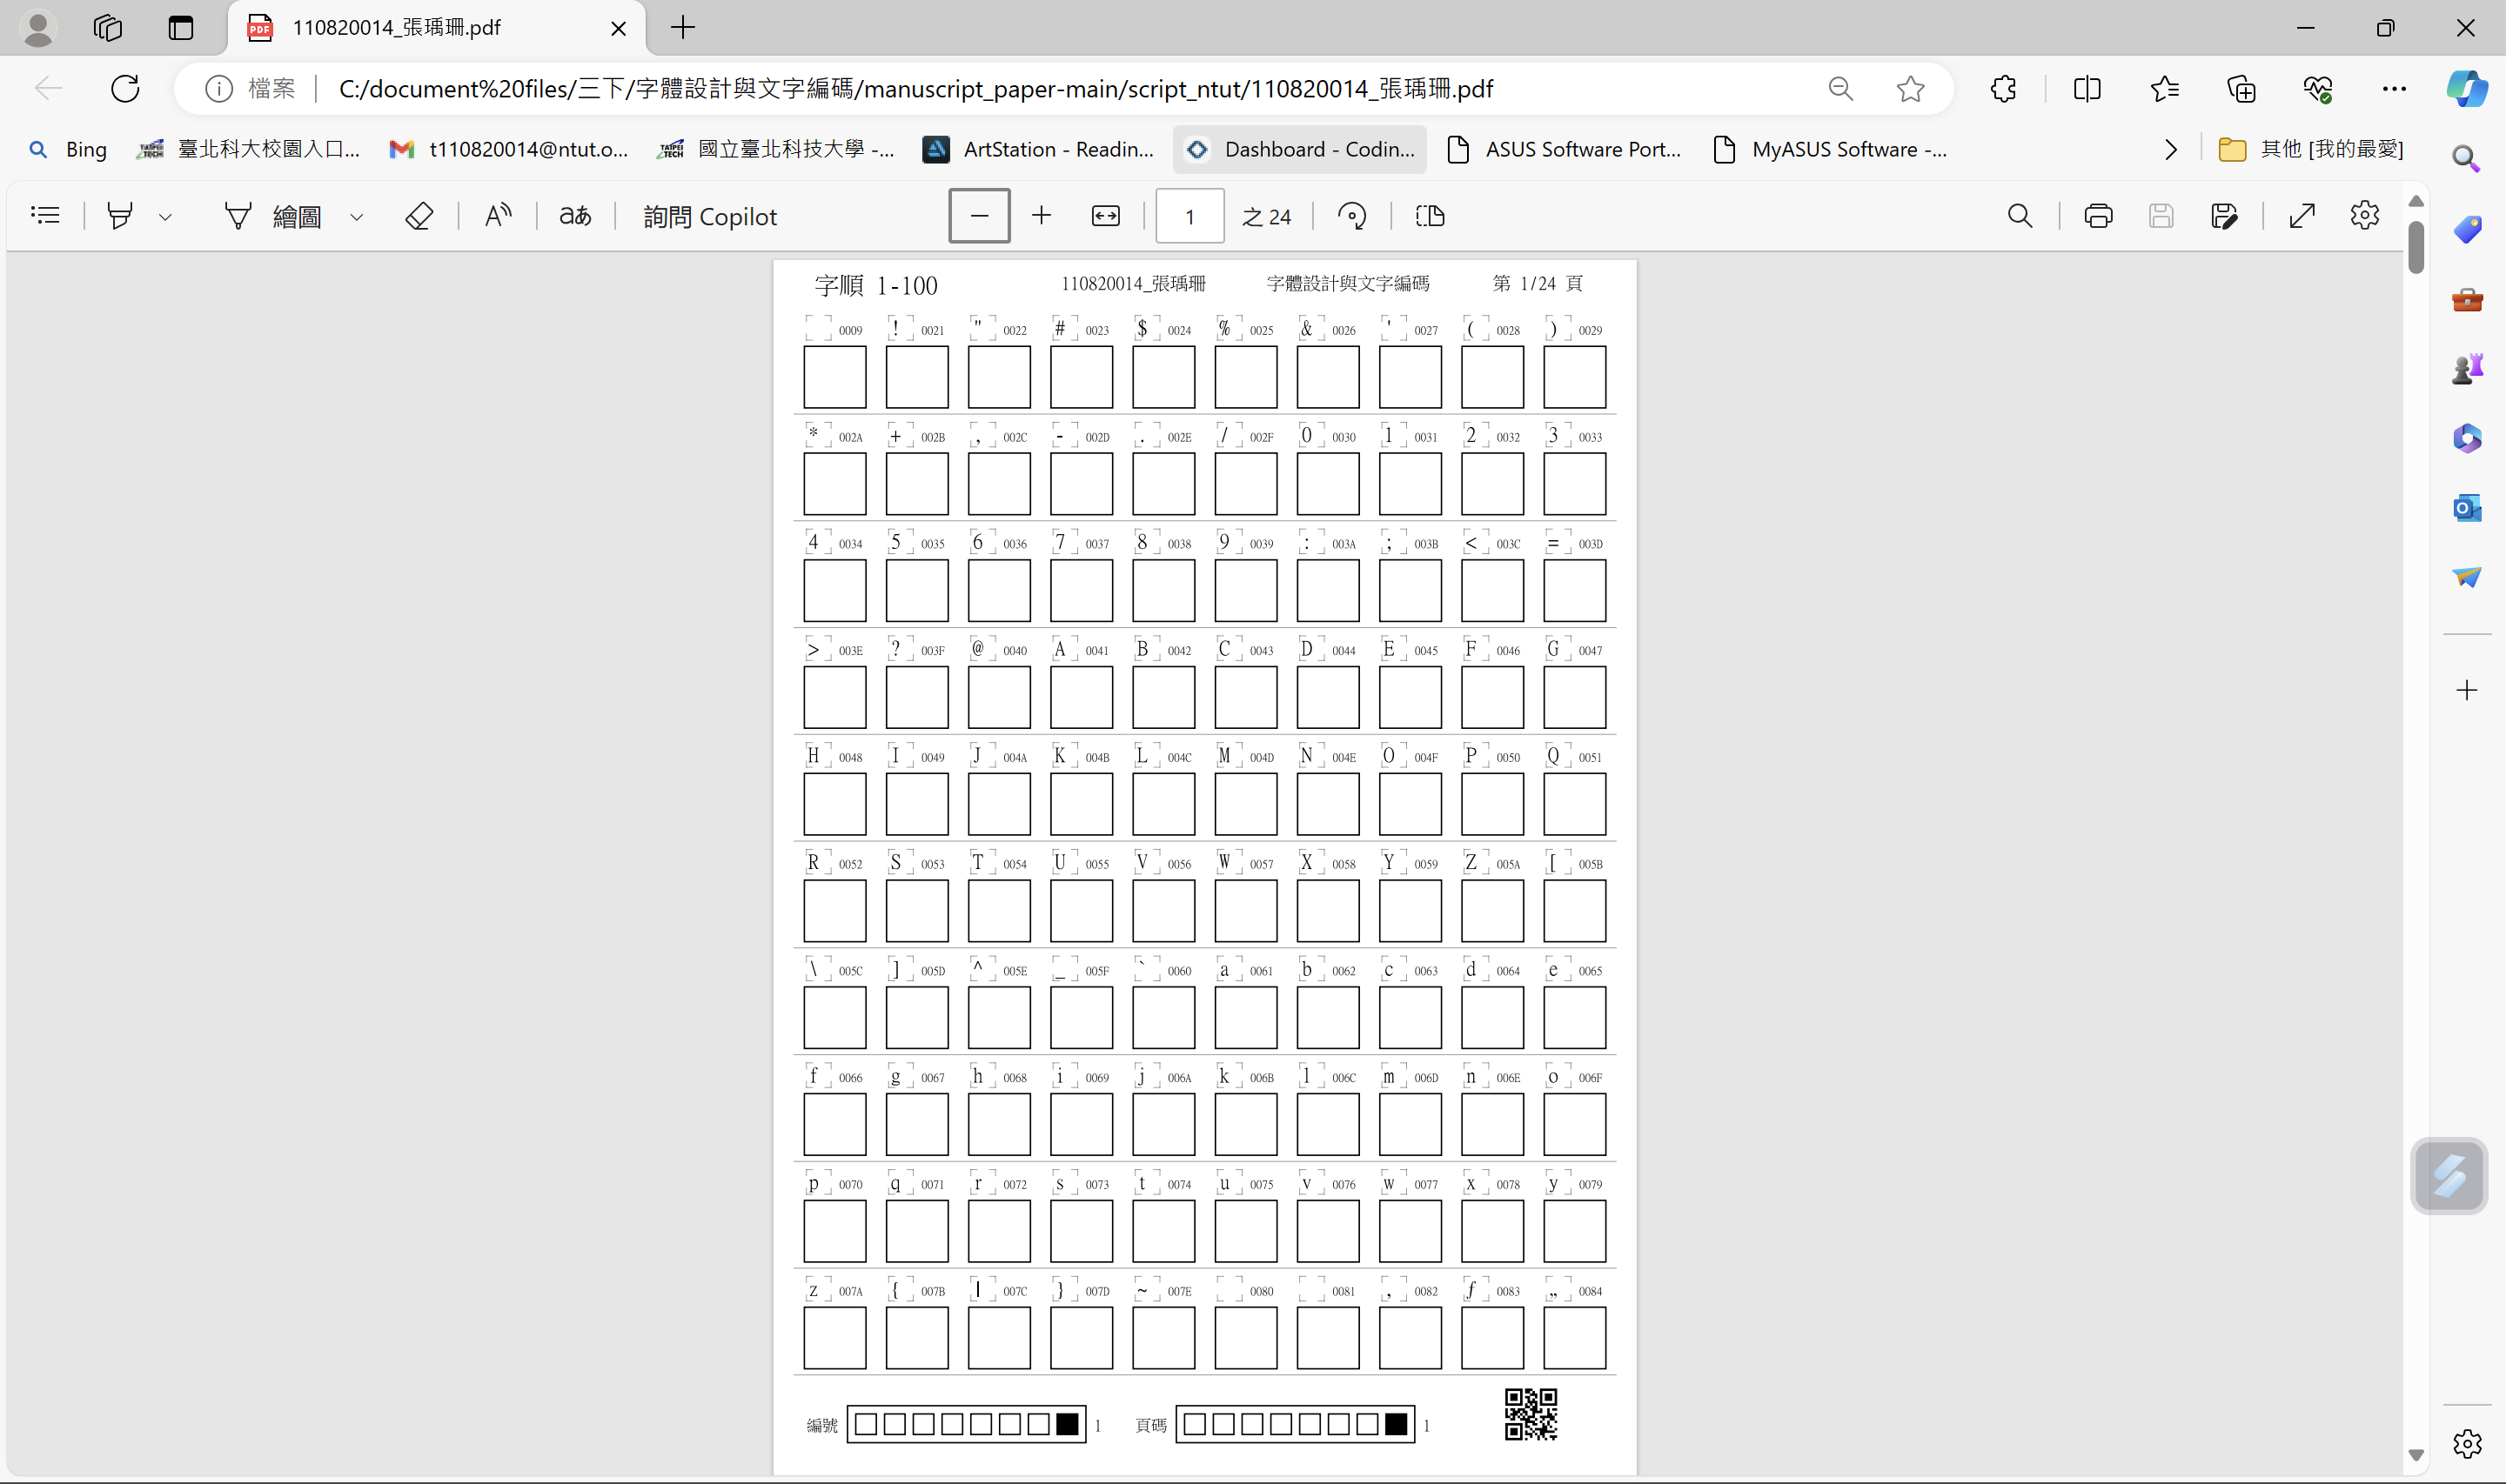 110820014_張瑀珊.pdf
檔案 C:/document%20files/三下/字體設計與文字編碼/manuscript_paper-main/script_ntut/110820014_張瑀珊.pdf
Bing 臺北科大校園入口... t110820014@ntut.o... 國立臺北科技大學 -... ArtStation - Readin... Dashboard - Codin... ASUS Software Port... MyASUS Software -... 其他 [我的最愛]
繪圖 aあ 詢問 Copilot 1 之 24
字順 1-100 110820014_張瑀珊 字體設計與文字編碼 第 1/24 頁
0009 ! 0021 " 0022 # 0023 $ 0024 % 0025 & 0026 ' 0027 ( 0028 ) 0029
* 002A + 002B , 002C - 002D . 002E / 002F 0 0030 1 0031 2 0032 3 0033
4 0034 5 0035 6 0036 7 0037 8 0038 9 0039 : 003A ; 003B < 003C = 003D
> 003E ? 003F @ 0040 A 0041 B 0042 C 0043 D 0044 E 0045 F 0046 G 0047
H 0048 I 0049 J 004A K 004B L 004C M 004D N 004E O 004F P 0050 Q 0051
R 0052 S 0053 T 0054 U 0055 V 0056 W 0057 X 0058 Y 0059 Z 005A [ 005B
\ 005C ] 005D ^ 005E _ 005F ` 0060 a 0061 b 0062 c 0063 d 0064 e 0065
f 0066 g 0067 h 0068 i 0069 j 006A k 006B l 006C m 006D n 006E o 006F
p 0070 q 0071 r 0072 s 0073 t 0074 u 0075 v 0076 w 0077 x 0078 y 0079
z 007A { 007B | 007C } 007D ~ 007E 0080 0081 ‚ 0082 ƒ 0083 „ 0084
編號 1 頁碼 1